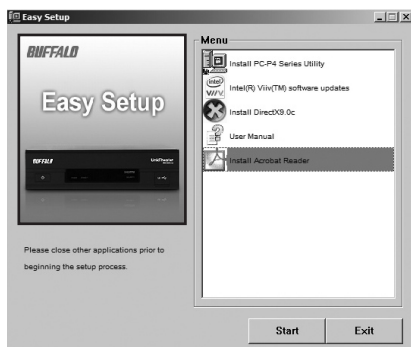 Easy Setup
BUFFALO
Easy Setup
BUFFALO
LinkTheater
Please close other applications prior to
beginning the setup process.
Menu
Install PC-P4 Series Utility
Intel(R) Viiv(TM) software updates
Install DirectX9.0c
User Manual
Install Acrobat Reader
Start
Exit